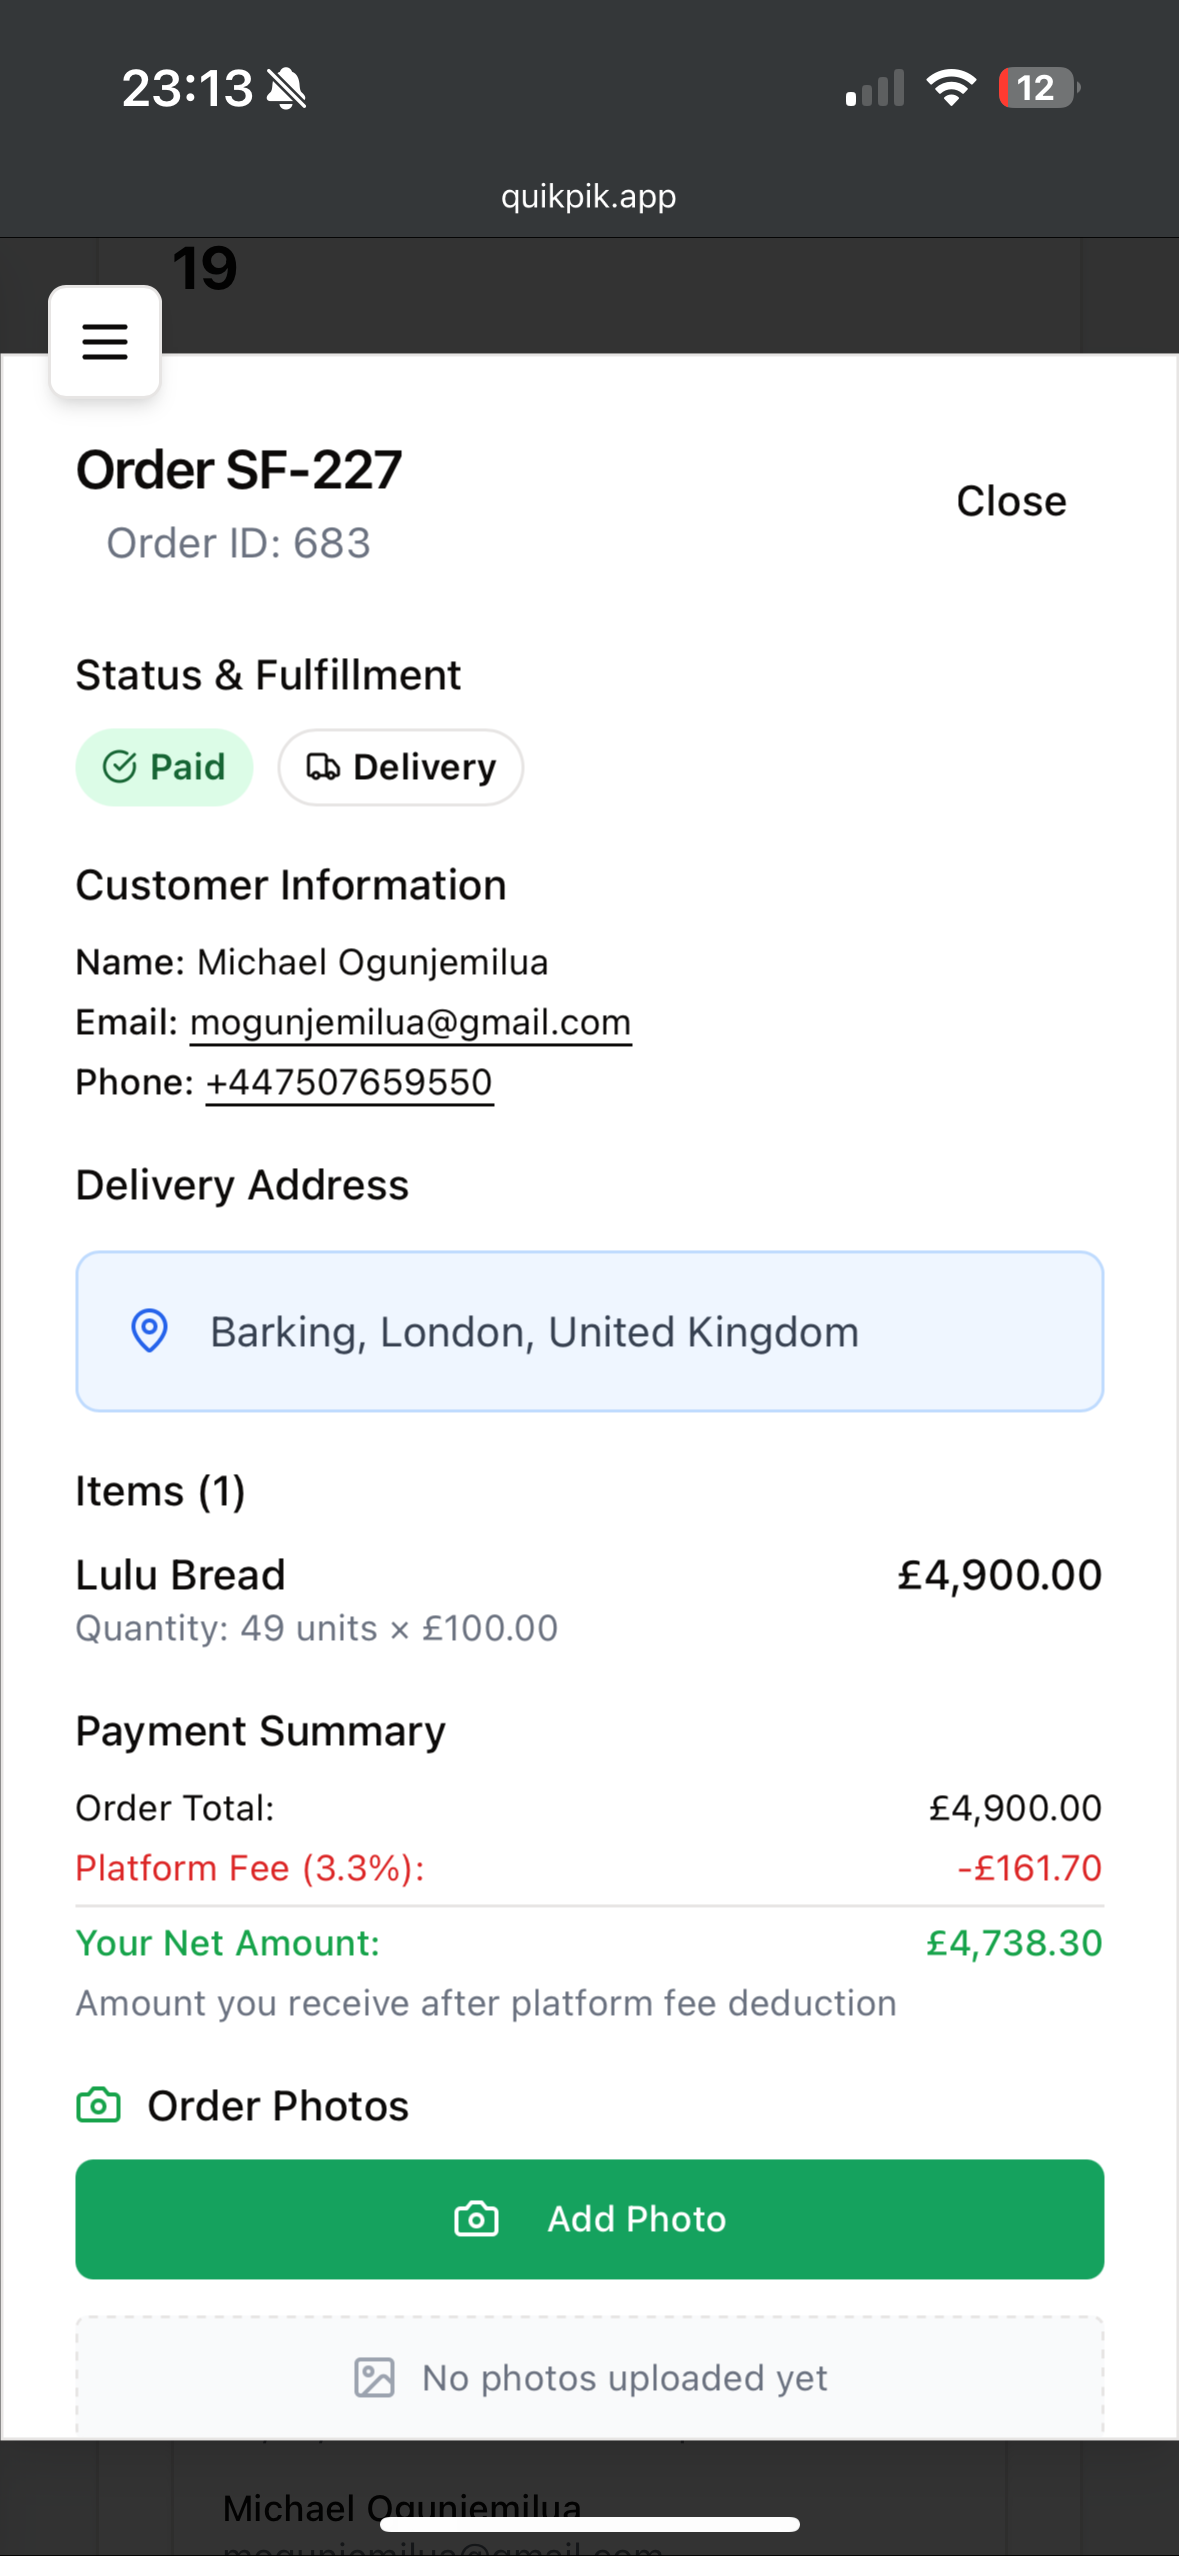 23:13
12
quikpik.app
19
Order SF-227
Close
Order ID: 683
Status & Fulfillment
Paid
Delivery
Customer Information
Name: Michael Ogunjemilua
Email: mogunjemilua@gmail.com
Phone: +447507659550
Delivery Address
Barking, London, United Kingdom
Items (1)
Lulu Bread £4,900.00
Quantity: 49 units × £100.00
Payment Summary
Order Total: £4,900.00
Platform Fee (3.3%): -£161.70
Your Net Amount: £4,738.30
Amount you receive after platform fee deduction
Order Photos
Add Photo
No photos uploaded yet
Michael Ogunjemilua
mogunjemilua@gmail.com